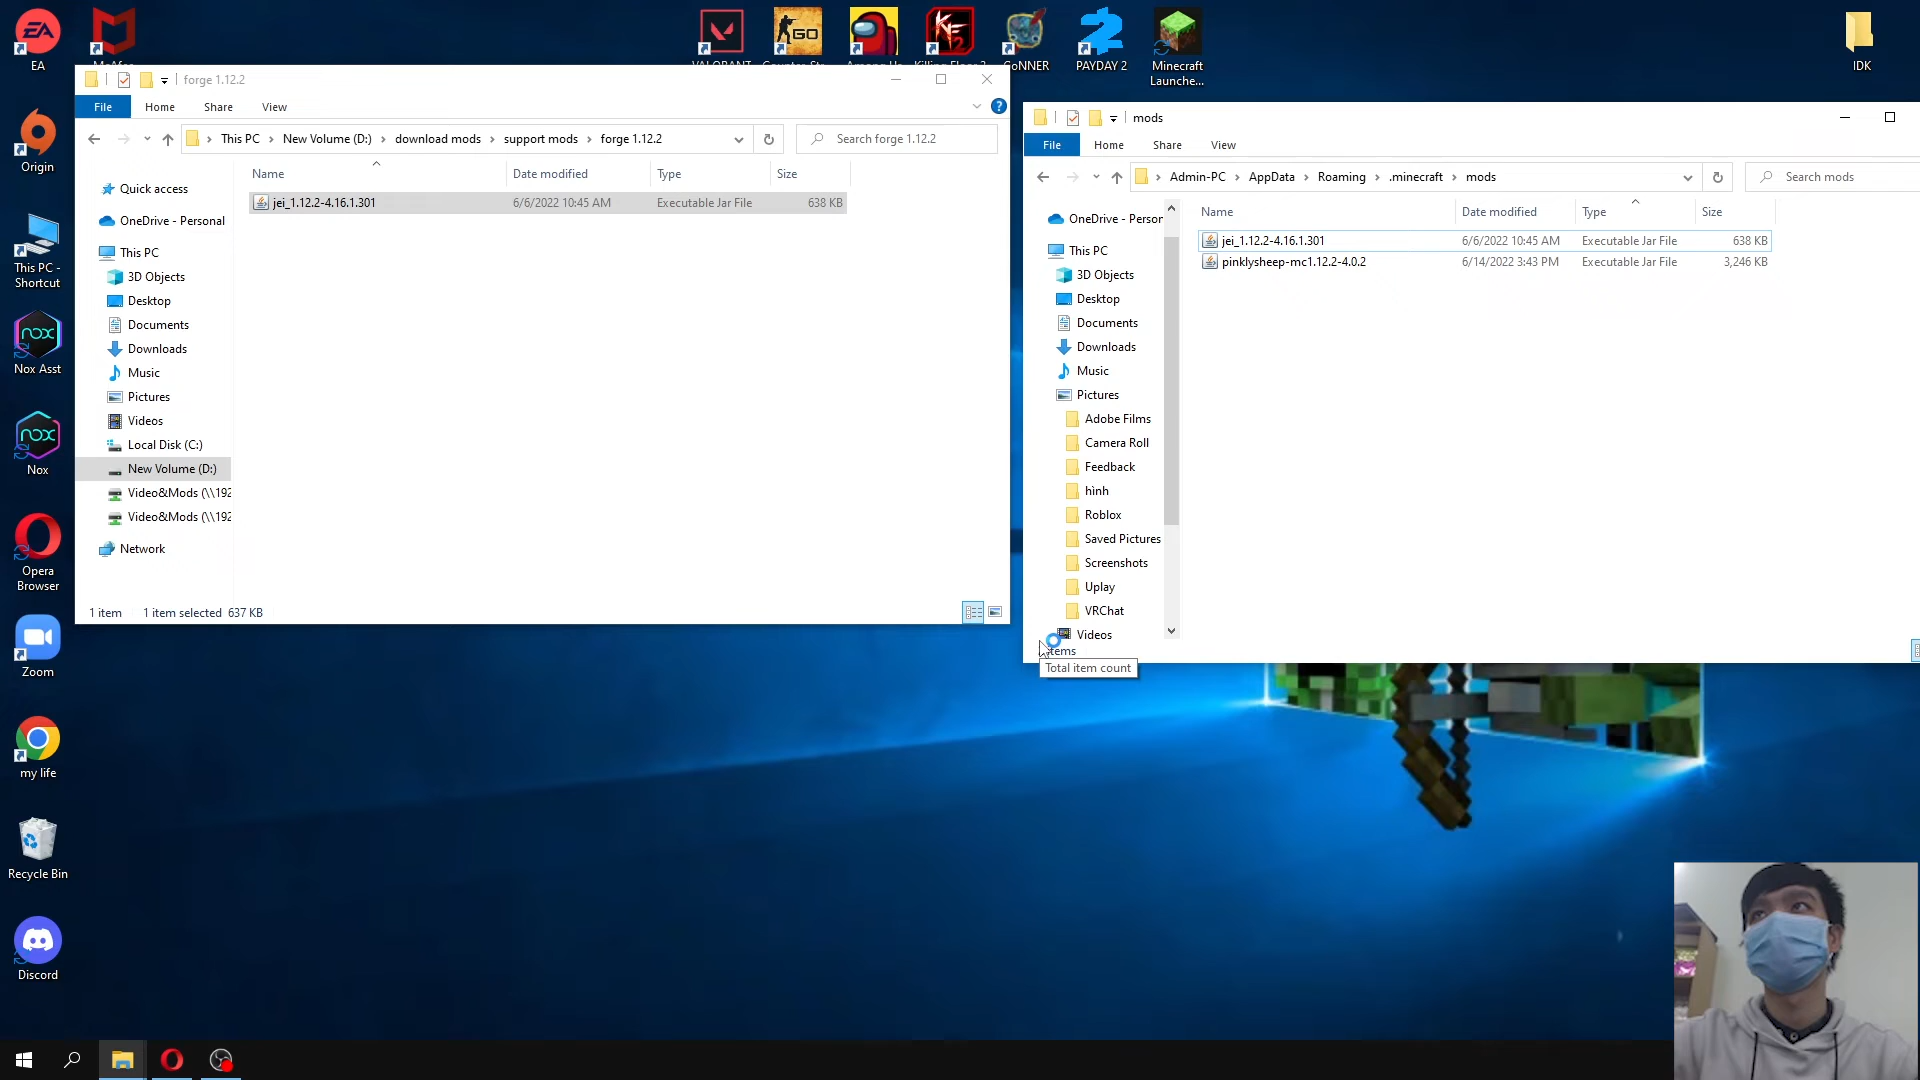 EA
McAfee
VALORANT
Among Us
Killing Floor 2
GoNNER
PAYDAY 2
Minecraft
Launche...
IDK
Origin
This PC -
Shortcut
Nox Asst
Nox
Opera
Browser
Zoom
my life
Recycle Bin
Discord
forge 1.12.2
File
Home
Share
View
This PC
New Volume (D:)
download mods
support mods
forge 1.12.2
Search forge 1.12.2
Name
Date modified
Type
Size
jei_1.12.2-4.16.1.301
6/6/2022 10:45 AM
Executable Jar File
638 KB
Quick access
OneDrive - Personal
This PC
3D Objects
Desktop
Documents
Downloads
Music
Pictures
Videos
Local Disk (C:)
New Volume (D:)
Video&Mods (\\192
Video&Mods (\\192
Network
1 item
1 item selected
637 KB
mods
File
Home
Share
View
Admin-PC
AppData
Roaming
.minecraft
mods
Search mods
Name
Date modified
Type
Size
jei_1.12.2-4.16.1.301
6/6/2022 10:45 AM
Executable Jar File
638 KB
pinklysheep-mc1.12.2-4.0.2
6/14/2022 3:43 PM
Executable Jar File
3,246 KB
OneDrive - Person
This PC
3D Objects
Desktop
Documents
Downloads
Music
Pictures
Adobe Films
Camera Roll
Feedback
hình
Roblox
Saved Pictures
Screenshots
Uplay
VRChat
Videos
items
Total item count